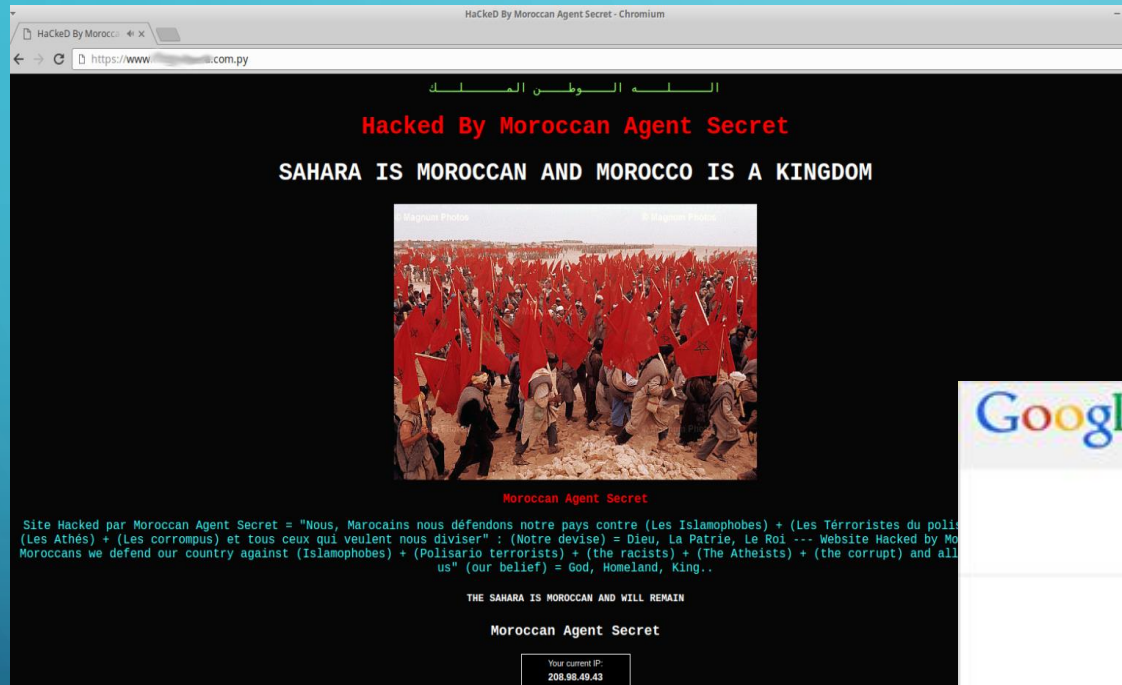 HaCkeD By Moroccan Agent Secret - Chromium
HaCkeD By Morocca
https://www. .com.py
الـــــلـــــه الـــــوطـــــن المـــــلـــــك
Hacked By Moroccan Agent Secret
SAHARA IS MOROCCAN AND MOROCCO IS A KINGDOM
© Magnum Photos © Magnum Photos
Moroccan Agent Secret
Site Hacked par Moroccan Agent Secret = "Nous, Marocains nous défendons notre pays contre (Les Islamophobes) + (Les Térroristes du polis
(Les Athés) + (Les corrompus) et tous ceux qui veulent nous diviser" : (Notre devise) = Dieu, La Patrie, Le Roi --- Website Hacked by Mo
Moroccans we defend our country against (Islamophobes) + (Polisario terrorists) + (the racists) + (The Atheists) + (the corrupt) and all
us" (our belief) = God, Homeland, King..
THE SAHARA IS MOROCCAN AND WILL REMAIN
Moroccan Agent Secret
Your current IP:
208.98.49.43
Googl